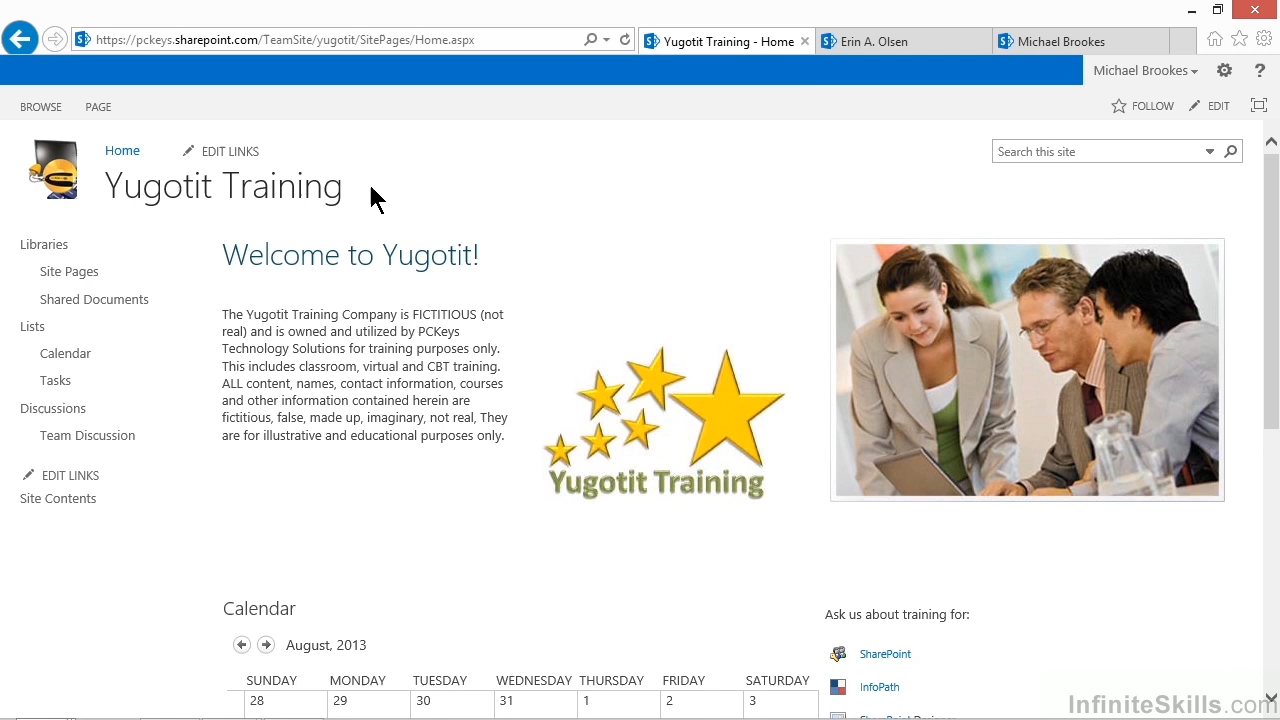 https://pckeys.sharepoint.com/TeamSite/yugotit/SitePages/Home.aspx
Yugotit Training - Home
Erin A. Olsen
Michael Brookes
Michael Brookes
?
BROWSE
PAGE
FOLLOW
EDIT
Home
EDIT LINKS
Search this site
Yugotit Training
Libraries
Site Pages
Shared Documents
Lists
Calendar
Tasks
Discussions
Team Discussion
EDIT LINKS
Site Contents
Welcome to Yugotit!
The Yugotit Training Company is FICTITIOUS (not
real) and is owned and utilized by PCKeys
Technology Solutions for training purposes only.
This includes classroom, virtual and CBT training.
ALL content, names, contact information, courses
and other information contained herein are
fictitious, false, made up, imaginary, not real, They
are for illustrative and educational purposes only.
Yugotit Training
Calendar
August, 2013
SUNDAY MONDAY TUESDAY WEDNESDAY THURSDAY FRIDAY SATURDAY
28 29 30 31 1 2 3
Ask us about training for:
SharePoint
InfoPath
InfiniteSkills.com